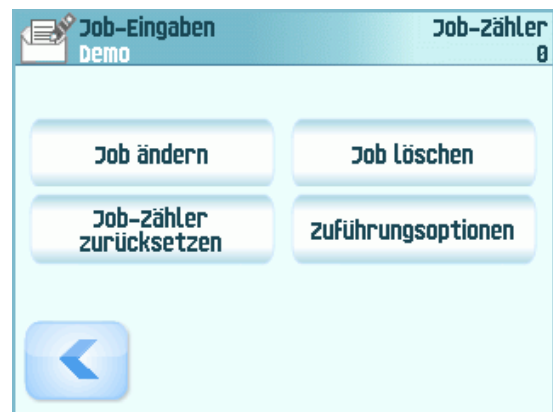 Job-Eingaben
Demo
Job-Zähler
0
Job ändern
Job löschen
Job-Zähler
zurücksetzen
Zuführungsoptionen